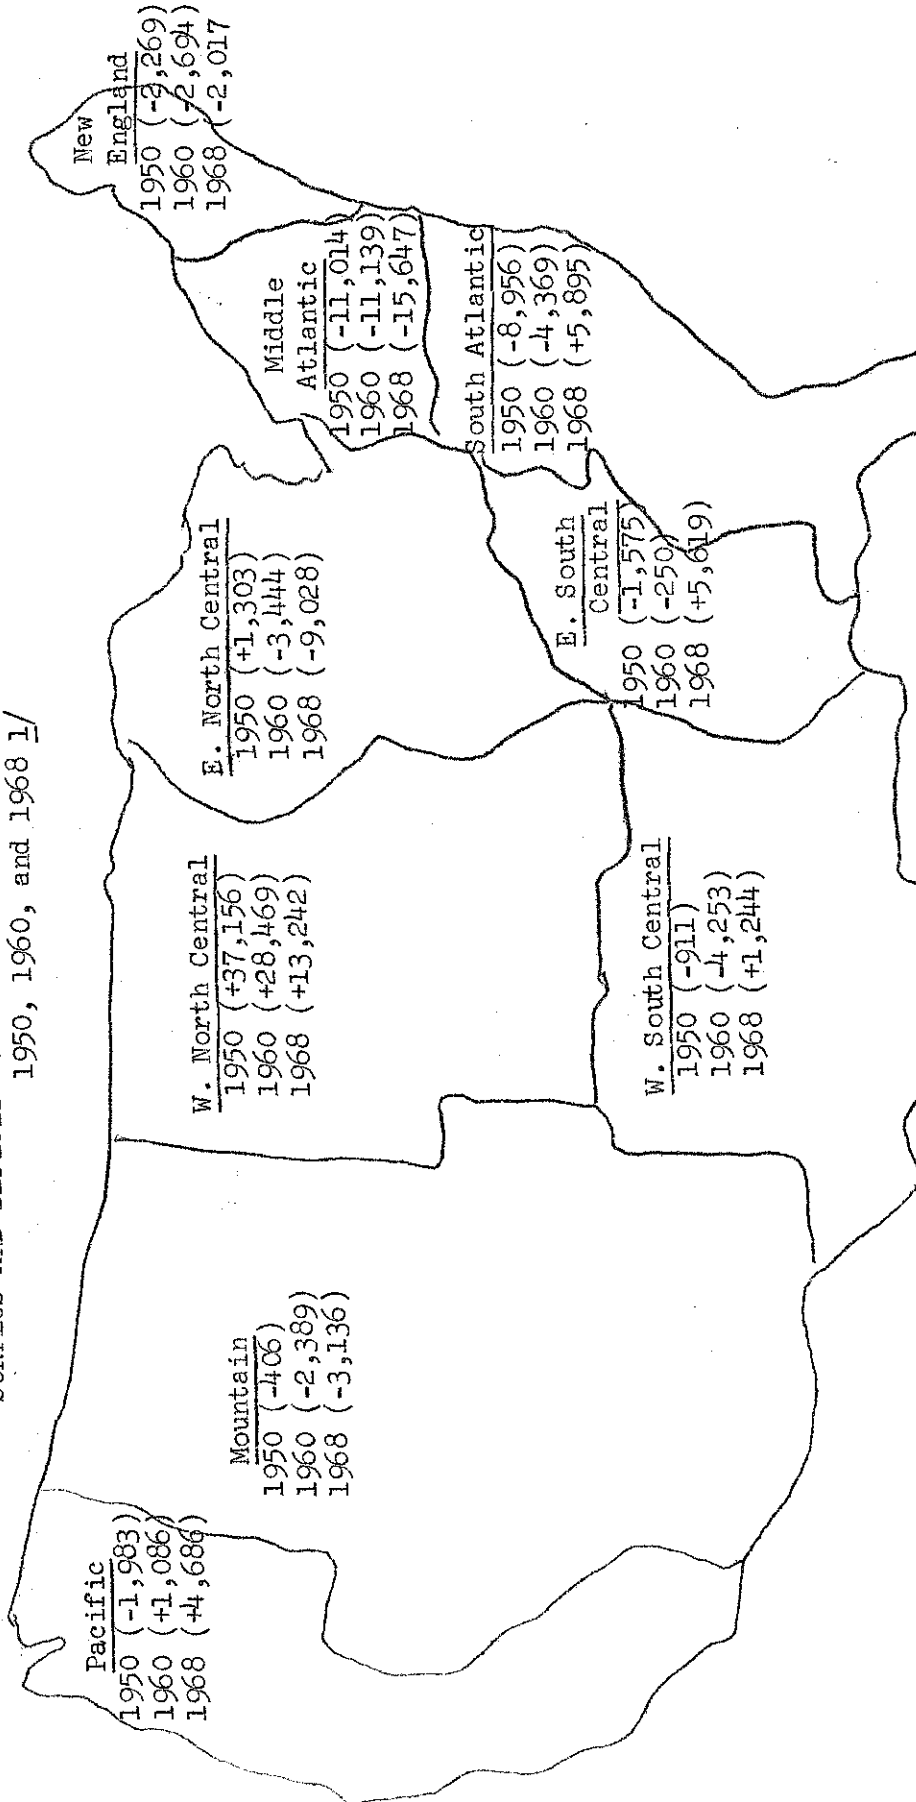 1950, 1960, and 1968 1/
Pacific
1950 (-1,983)
1960 (+1,086)
1968 (+4,686)
Mountain
1950 (-406)
1960 (-2,389)
1968 (-3,136)
W. North Central
1950 (+37,156)
1960 (+28,469)
1968 (+13,242)
E. North Central
1950 (+1,303)
1960 (-3,444)
1968 (-9,028)
New
England
1950 (-2,269)
1960 (-2,694)
1968 (-2,017
Middle
Atlantic
1950 (-11,014)
1960 (-11,139)
1968 (-15,647)
South Atlantic
1950 (-8,956)
1960 (-4,369)
1968 (+5,895)
E. South
Central
1950 (-1,575)
1960 (-250)
1968 (+5,619)
W. South Central
1950 (-911)
1960 (-4,253)
1968 (+1,244)